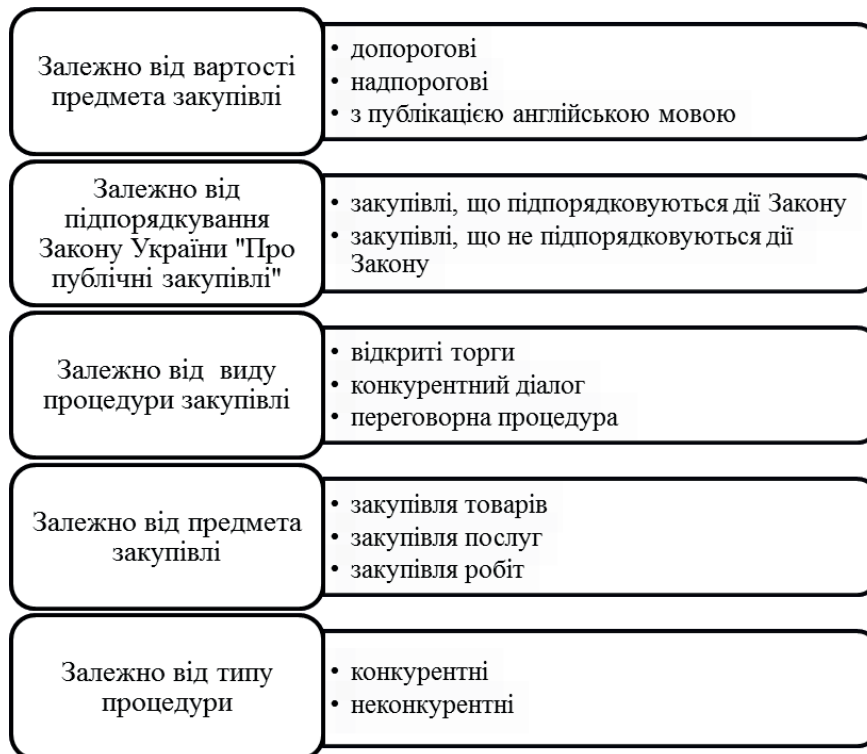 Залежно від вартості
предмета закупівлі
• допорогові
• надпорогові
• з публікацією англійською мовою
Залежно від
підпорядкування
Закону України "Про
публічні закупівлі"
• закупівлі, що підпорядковуються дії Закону
• закупівлі, що не підпорядковуються дії
Закону
Залежно від виду
процедури закупівлі
• відкриті торги
• конкурентний діалог
• переговорна процедура
Залежно від предмета
закупівлі
• закупівля товарів
• закупівля послуг
• закупівля робіт
Залежно від типу
процедури
• конкурентні
• неконкурентні